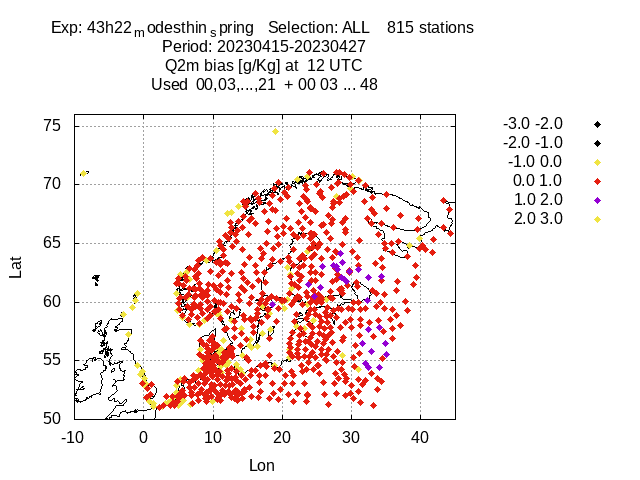 Exp: 43h22modesthinspring Selection: ALL 815 stations
Period: 20230415-20230427
Q2m bias [g/Kg] at 12 UTC
Used 00,03,...,21 + 00 03 ... 48
-3.0 -2.0
-2.0 -1.0
-1.0 0.0
0.0 1.0
1.0 2.0
2.0 3.0
75
70
65
60
55
50
Lat
-10 0 10 20 30 40
Lon